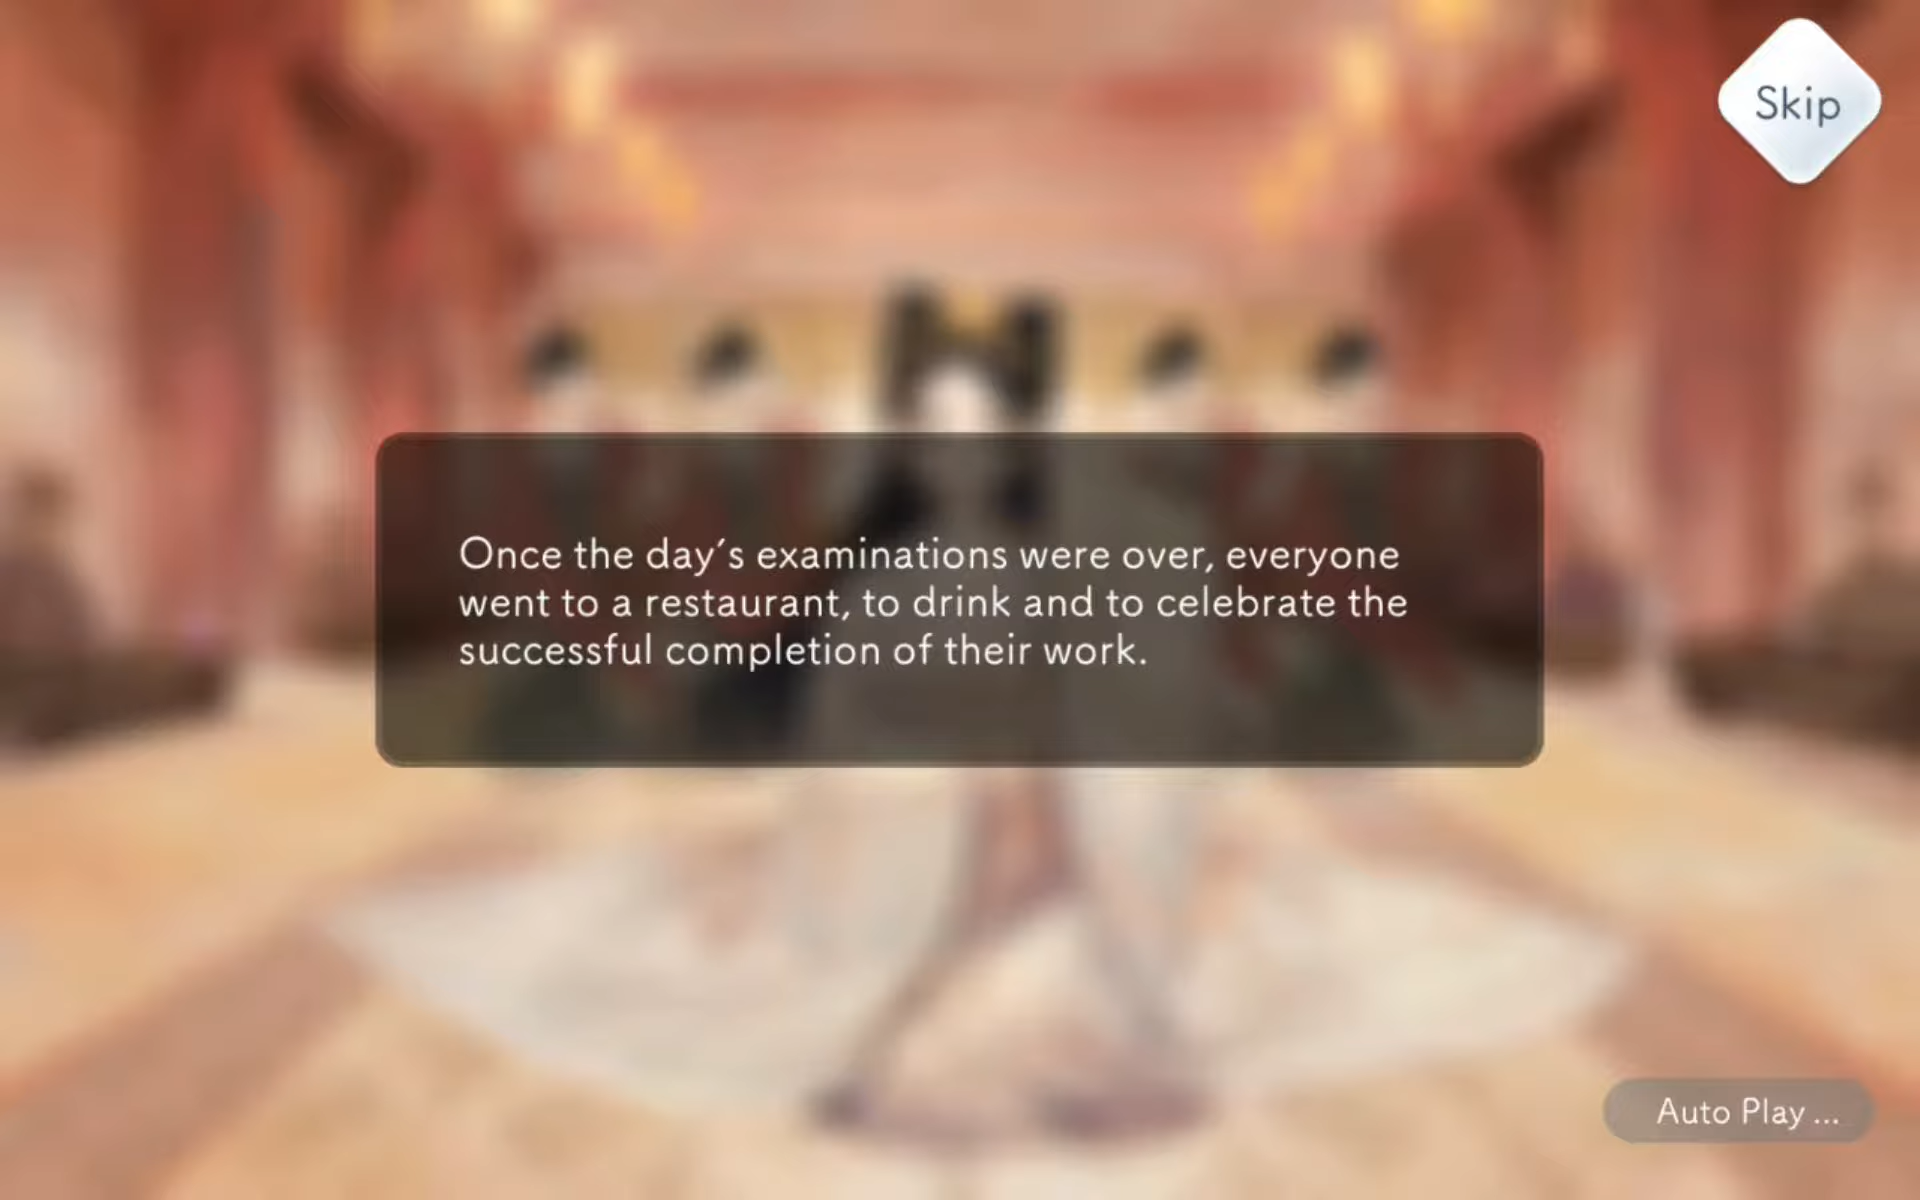 Skip
Once the day's examinations were over, everyone
went to a restaurant, to drink and to celebrate the
successful completion of their work.
Auto Play ...